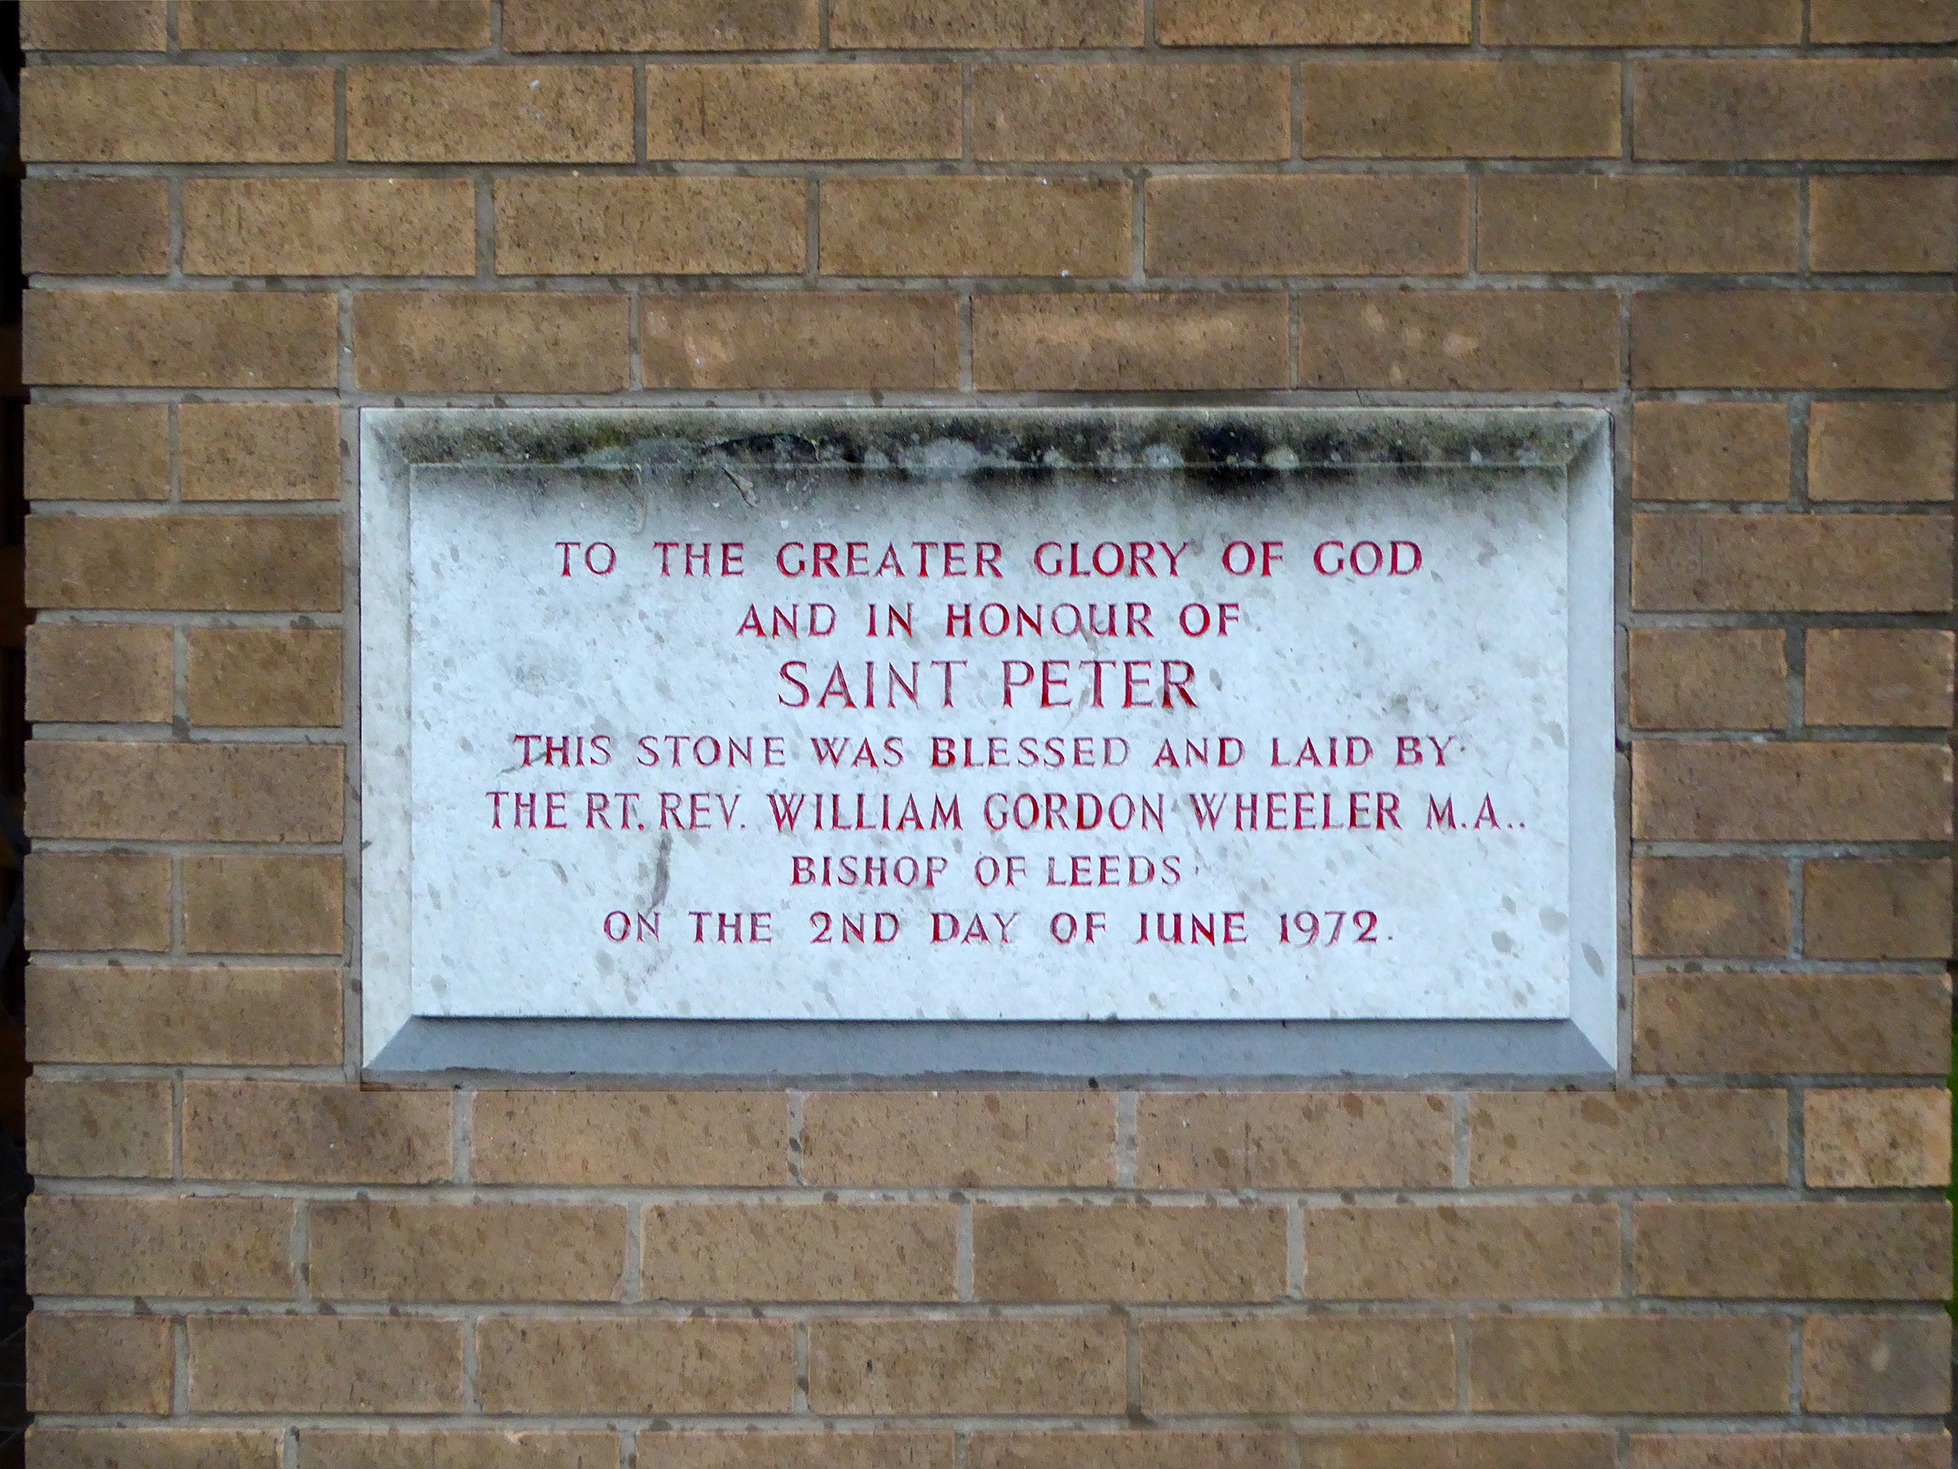 TO THE GREATER GLORY OF GOD
AND IN HONOUR OF
SAINT PETER
THIS STONE WAS BLESSED AND LAID BY
THE RT. REV. WILLIAM GORDON WHEELER M.A..
BISHOP OF LEEDS
ON THE 2ND DAY OF JUNE 1972.